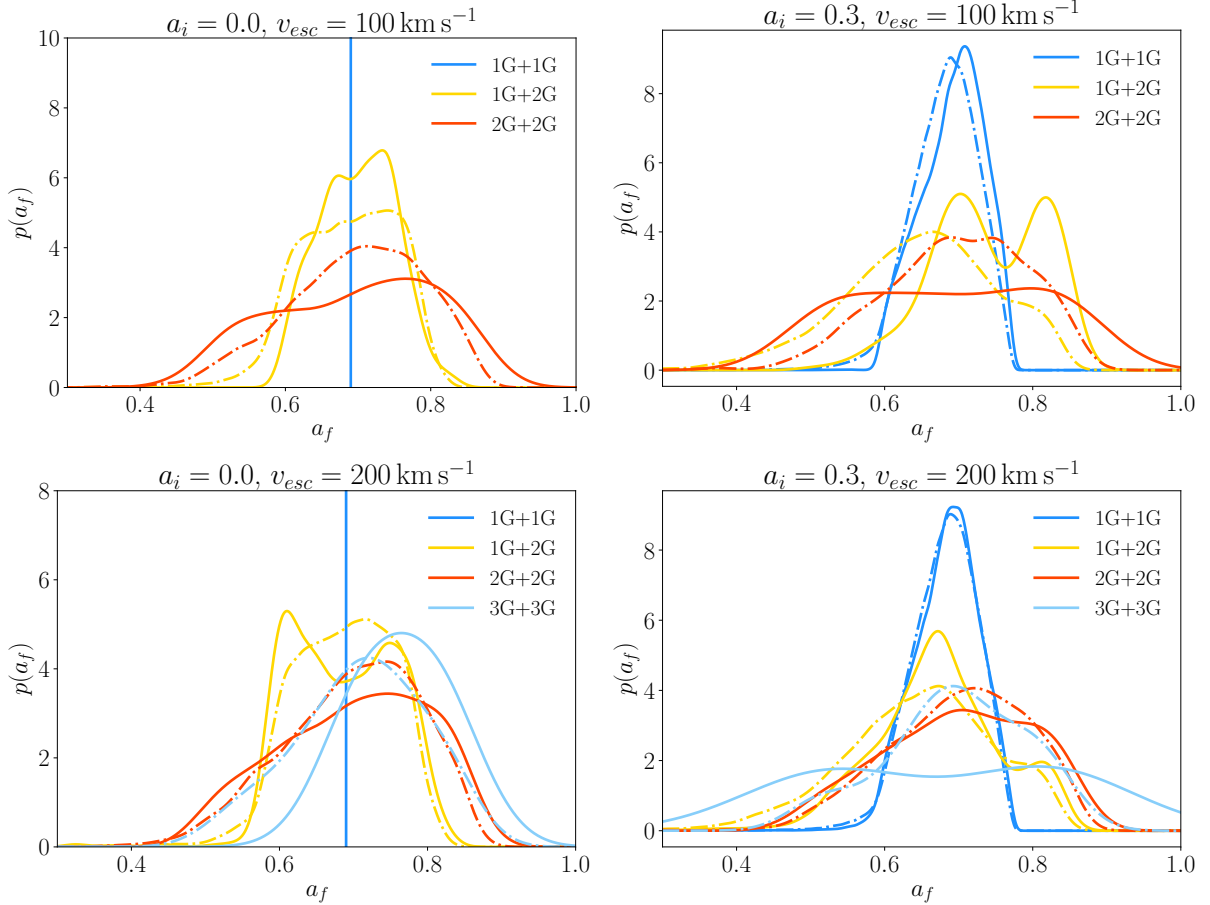 a_i = 0.0, v_esc = 100 km s⁻¹
10
8
6
4
2
0
p(a_f)
1G+1G
1G+2G
2G+2G
0.4 0.6 0.8 1.0
a_f
a_i = 0.3, v_esc = 100 km s⁻¹
8
6
4
2
0
p(a_f)
1G+1G
1G+2G
2G+2G
0.4 0.6 0.8 1.0
a_f
a_i = 0.0, v_esc = 200 km s⁻¹
8
6
4
2
0
p(a_f)
1G+1G
1G+2G
2G+2G
3G+3G
0.4 0.6 0.8 1.0
a_f
a_i = 0.3, v_esc = 200 km s⁻¹
8
6
4
2
0
p(a_f)
1G+1G
1G+2G
2G+2G
3G+3G
0.4 0.6 0.8 1.0
a_f